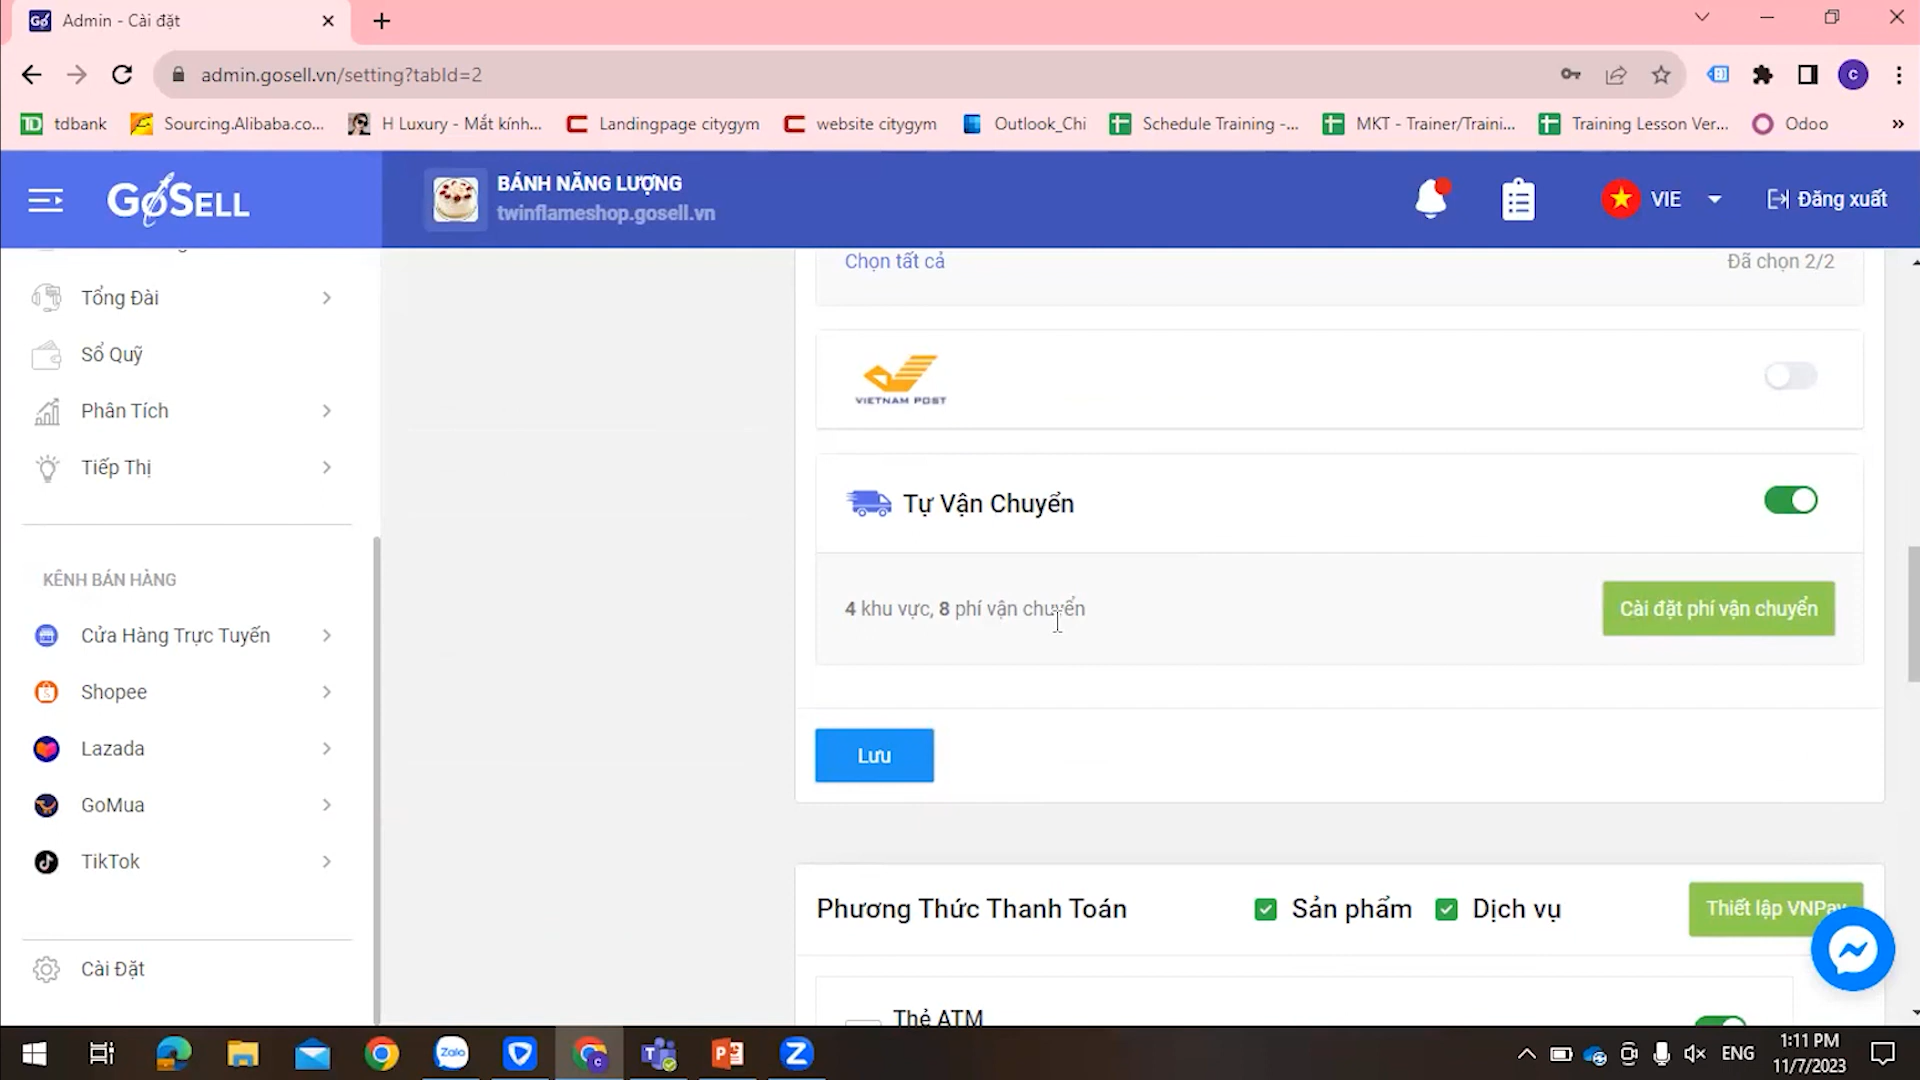 Admin - Cài đặt
admin.gosell.vn/setting?tabId=2
tdbank
Sourcing.Alibaba.co...
H Luxury - Mắt kính...
Landingpage citygym
website citygym
Outlook_Chi
Schedule Training -...
MKT - Trainer/Traini...
Training Lesson Ver...
Odoo
GoSELL
BÁNH NĂNG LƯỢNG
twinflameshop.gosell.vn
VIE
Đăng xuất
Tổng Đài
Sổ Quỹ
Phân Tích
Tiếp Thị
KÊNH BÁN HÀNG
Cửa Hàng Trực Tuyến
Shopee
Lazada
GoMua
TikTok
Cài Đặt
Chọn tất cả
Đã chọn 2/2
VIETNAM POST
Tự Vận Chuyển
4 khu vực, 8 phí vận chuyển
Cài đặt phí vận chuyển
Lưu
Phương Thức Thanh Toán
Sản phẩm
Dịch vụ
Thiết lập VNPay
Thẻ ATM
Zalo
ENG
1:11 PM
11/7/2023